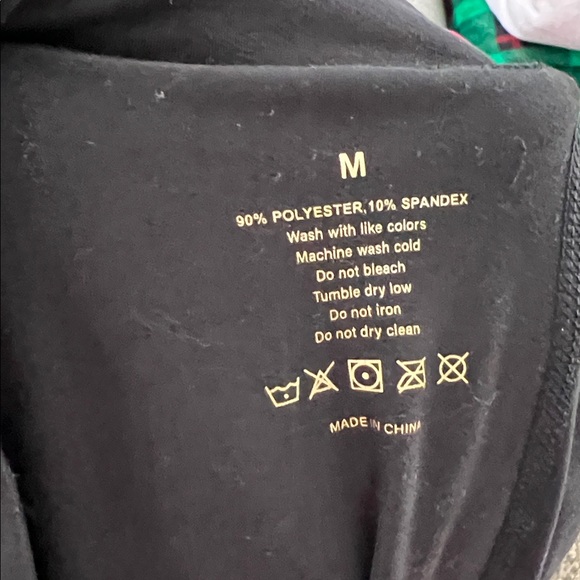 M
90% POLYESTER,10% SPANDEX
Wash with like colors
Machine wash cold
Do not bleach
Tumble dry low
Do not iron
Do not dry clean
MADE IN CHINA